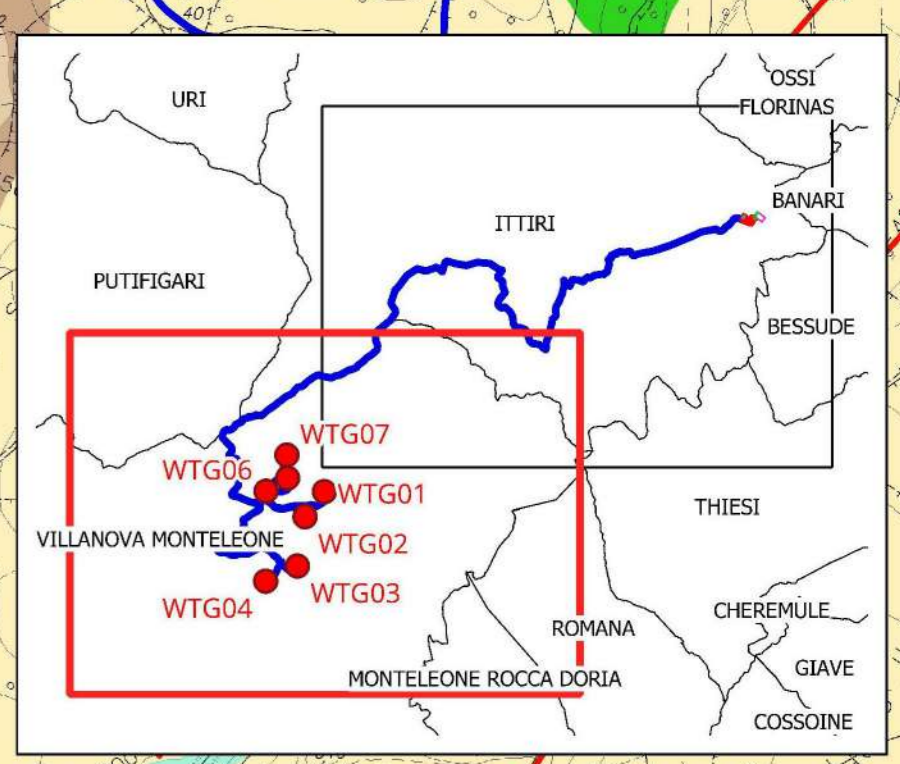 401
OSSI
URI
FLORINAS
BANARI
ITTIRI
PUTIFIGARI
BESSUDE
WTG07
WTG06
WTG01
THIESI
VILLANOVA MONTELEONE
WTG02
WTG03
WTG04
CHEREMULE
ROMANA
GIAVE
MONTELEONE ROCCA DORIA
COSSOINE